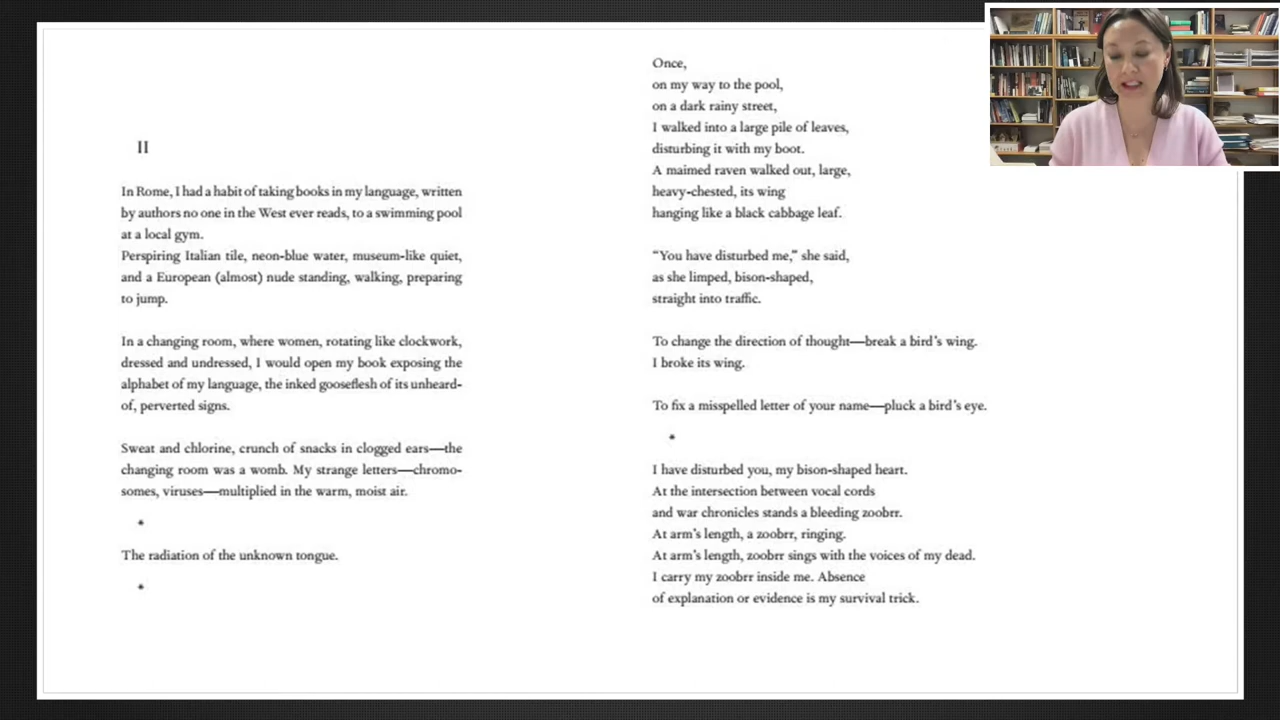 II
In Rome, I had a habit of taking books in my language, written
by authors no one in the West ever reads, to a swimming pool
at a local gym.
Perspiring Italian tile, neon-blue water, museum-like quiet,
and a European (almost) nude standing, walking, preparing
to jump.
In a changing room, where women, rotating like clockwork,
dressed and undressed, I would open my book exposing the
alphabet of my language, the inked gooseflesh of its unheard-
of, perverted signs.
Sweat and chlorine, crunch of snacks in clogged ears—the
changing room was a womb. My strange letters—chromo-
somes, viruses—multiplied in the warm, moist air.
*
The radiation of the unknown tongue.
*
Once,
on my way to the pool,
on a dark rainy street,
I walked into a large pile of leaves,
disturbing it with my boot.
A maimed raven walked out, large,
heavy-chested, its wing
hanging like a black cabbage leaf.
“You have disturbed me,” she said,
as she limped, bison-shaped,
straight into traffic.
To change the direction of thought—break a bird’s wing.
I broke its wing.
To fix a misspelled letter of your name—pluck a bird’s eye.
*
I have disturbed you, my bison-shaped heart.
At the intersection between vocal cords
and war chronicles stands a bleeding zoobrr.
At arm’s length, a zoobrr, ringing.
At arm’s length, zoobrr sings with the voices of my dead.
I carry my zoobrr inside me. Absence
of explanation or evidence is my survival trick.